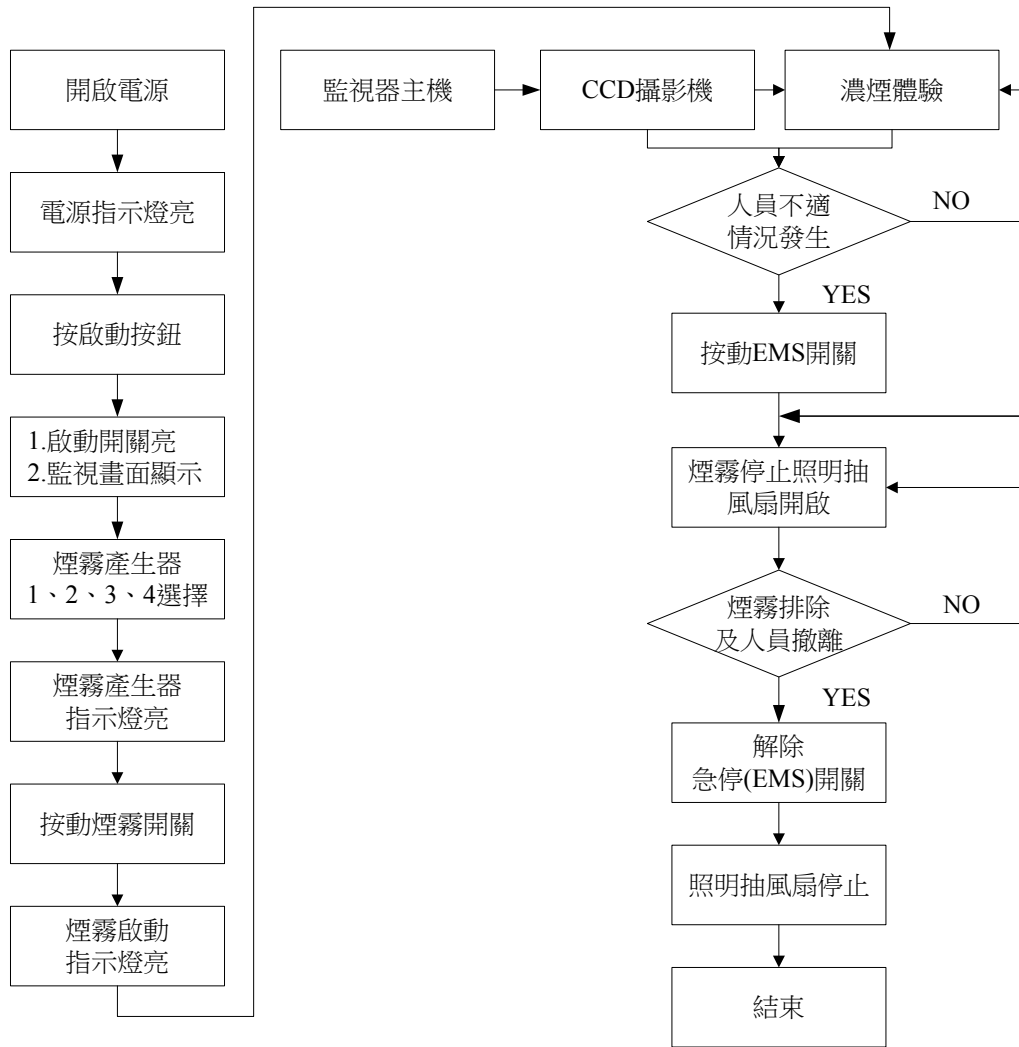 開啟電源
電源指示燈亮
按啟動按鈕
1.啟動開關亮
2.監視畫面顯示
煙霧產生器
1、2、3、4選擇
煙霧產生器
指示燈亮
按動煙霧開關
煙霧啟動
指示燈亮
監視器主機
CCD攝影機
濃煙體驗
人員不適
情況發生
NO
YES
按動EMS開關
煙霧停止照明抽
風扇開啟
煙霧排除
及人員撤離
NO
YES
解除
急停(EMS)開關
照明抽風扇停止
結束